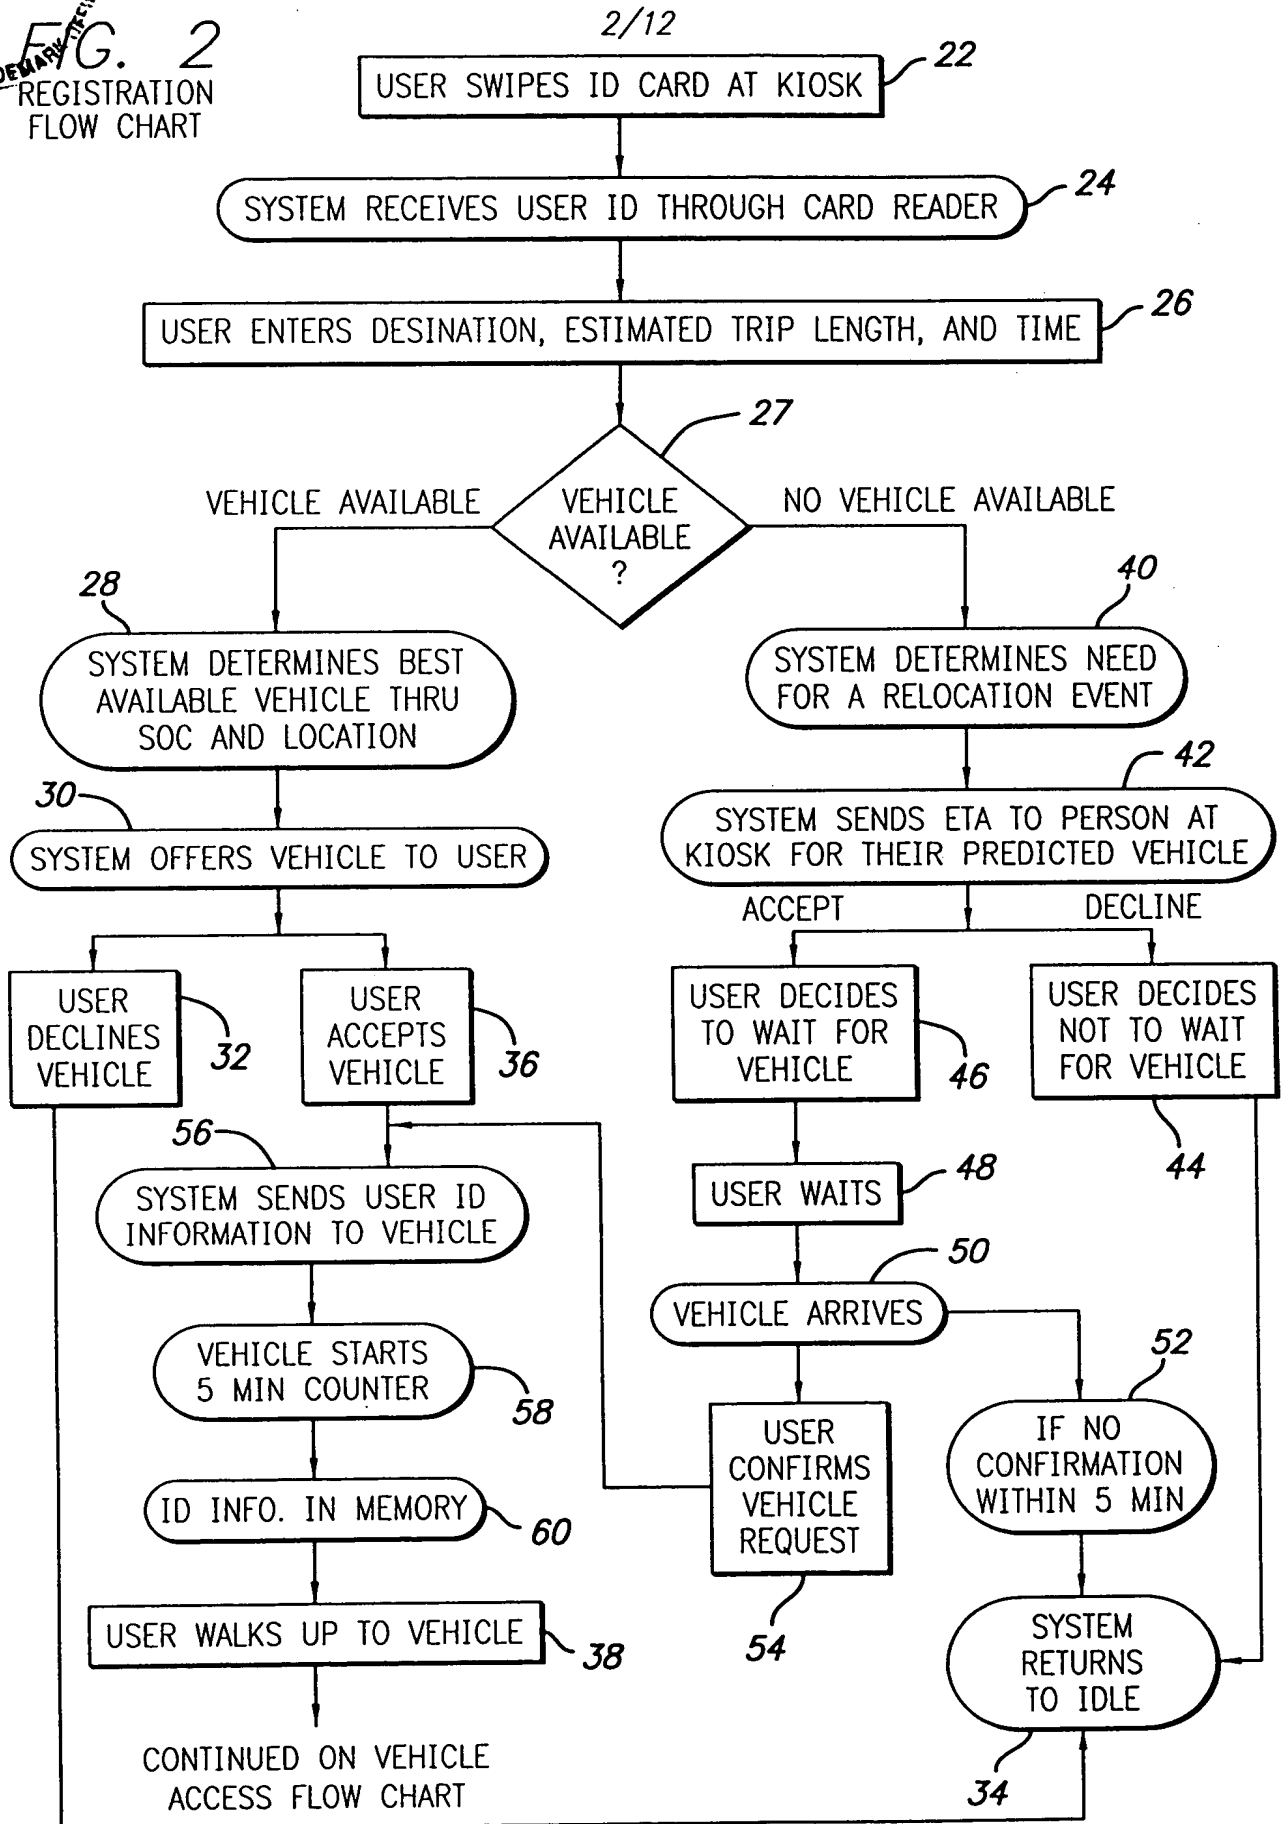 2/12
FIG. 2
REGISTRATION
FLOW CHART
USER SWIPES ID CARD AT KIOSK
22
SYSTEM RECEIVES USER ID THROUGH CARD READER
24
USER ENTERS DESINATION, ESTIMATED TRIP LENGTH, AND TIME
26
27
VEHICLE
AVAILABLE
?
VEHICLE AVAILABLE
NO VEHICLE AVAILABLE
28
SYSTEM DETERMINES BEST
AVAILABLE VEHICLE THRU
SOC AND LOCATION
40
SYSTEM DETERMINES NEED
FOR A RELOCATION EVENT
30
SYSTEM OFFERS VEHICLE TO USER
42
SYSTEM SENDS ETA TO PERSON AT
KIOSK FOR THEIR PREDICTED VEHICLE
ACCEPT
DECLINE
USER
DECLINES
VEHICLE
32
USER
ACCEPTS
VEHICLE
36
USER DECIDES
TO WAIT FOR
VEHICLE
46
USER DECIDES
NOT TO WAIT
FOR VEHICLE
44
56
SYSTEM SENDS USER ID
INFORMATION TO VEHICLE
USER WAITS
48
VEHICLE STARTS
5 MIN COUNTER
58
VEHICLE ARRIVES
50
52
IF NO
CONFIRMATION
WITHIN 5 MIN
USER
CONFIRMS
VEHICLE
REQUEST
54
ID INFO. IN MEMORY
60
USER WALKS UP TO VEHICLE
38
SYSTEM
RETURNS
TO IDLE
34
CONTINUED ON VEHICLE
ACCESS FLOW CHART